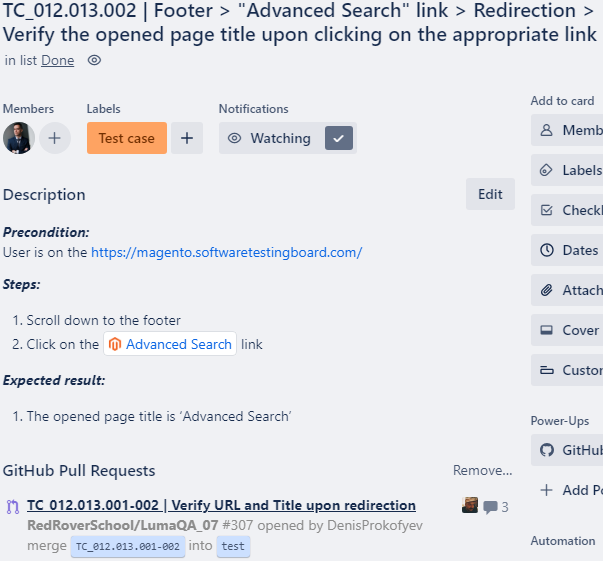 TC_012.013.002 | Footer > "Advanced Search" link > Redirection >
Verify the opened page title upon clicking on the appropriate link
in list Done
Members
Labels
Notifications
Add to card
Test case
Watching
Memb
Labels
Description
Edit
Checkl
Precondition:
User is on the https://magento.softwaretestingboard.com/
Dates
Steps:
Attach
1. Scroll down to the footer
Cover
2. Click on the Advanced Search link
Custor
Expected result:
1. The opened page title is ‘Advanced Search’
Power-Ups
GitHub
GitHub Pull Requests
Remove...
Add Po
TC_012.013.001-002 | Verify URL and Title upon redirection
3
RedRoverSchool/LumaQA_07 #307 opened by DenisProkofyev
Automation
merge TC_012.013.001-002 into test